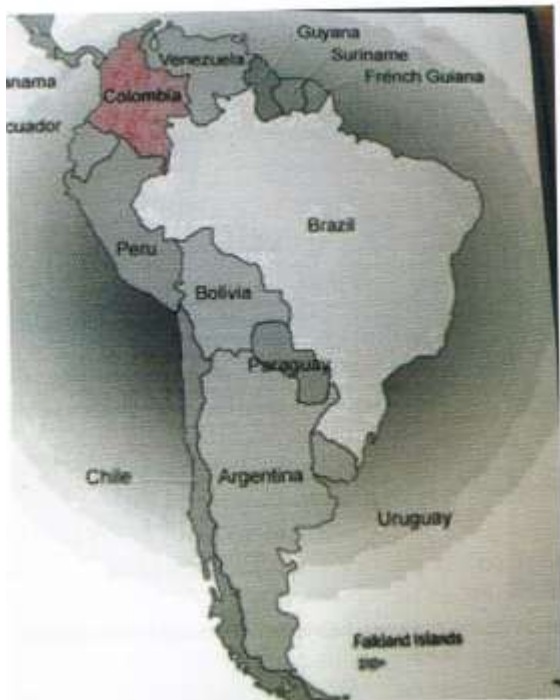 Guyana
Suriname
Venezuela
French Guiana
anama
Colombia
cuador
Brazil
Peru
Bolivia
Paraguay
Chile
Argentina
Uruguay
Falkland Islands